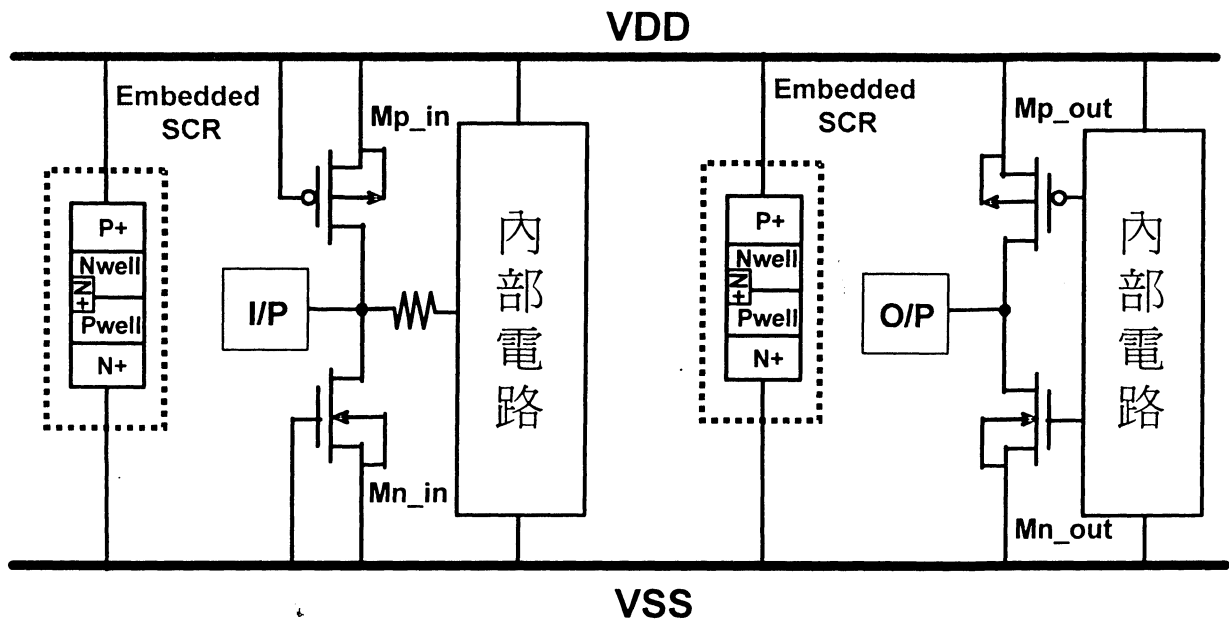 VDD
Embedded
SCR
Mp_in
P+
Nwell
N+
Pwell
N+
I/P
Mn_in
內部電路
Embedded
SCR
Mp_out
P+
Nwell
N+
Pwell
N+
O/P
Mn_out
內部電路
VSS